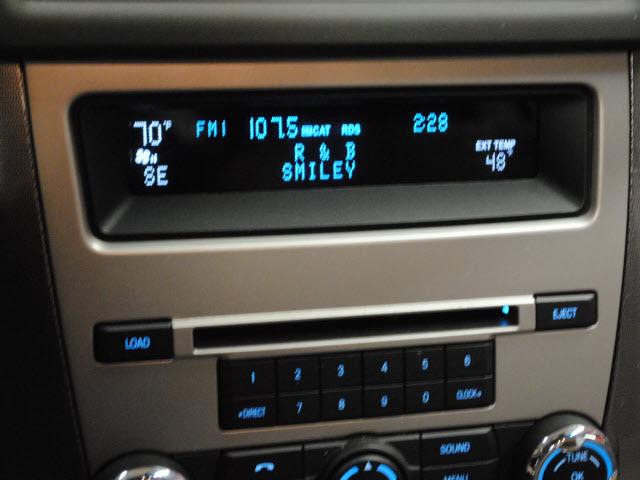 70°F FM1 107.5 CAT RDS 2:28
R & B
SE SMILEY
EXT TEMP
48°
LOAD
EJECT
1 2 3 4 5 6
DIRECT 7 8 9 0 CLOCK
SOUND
MENU
TUNE
OK